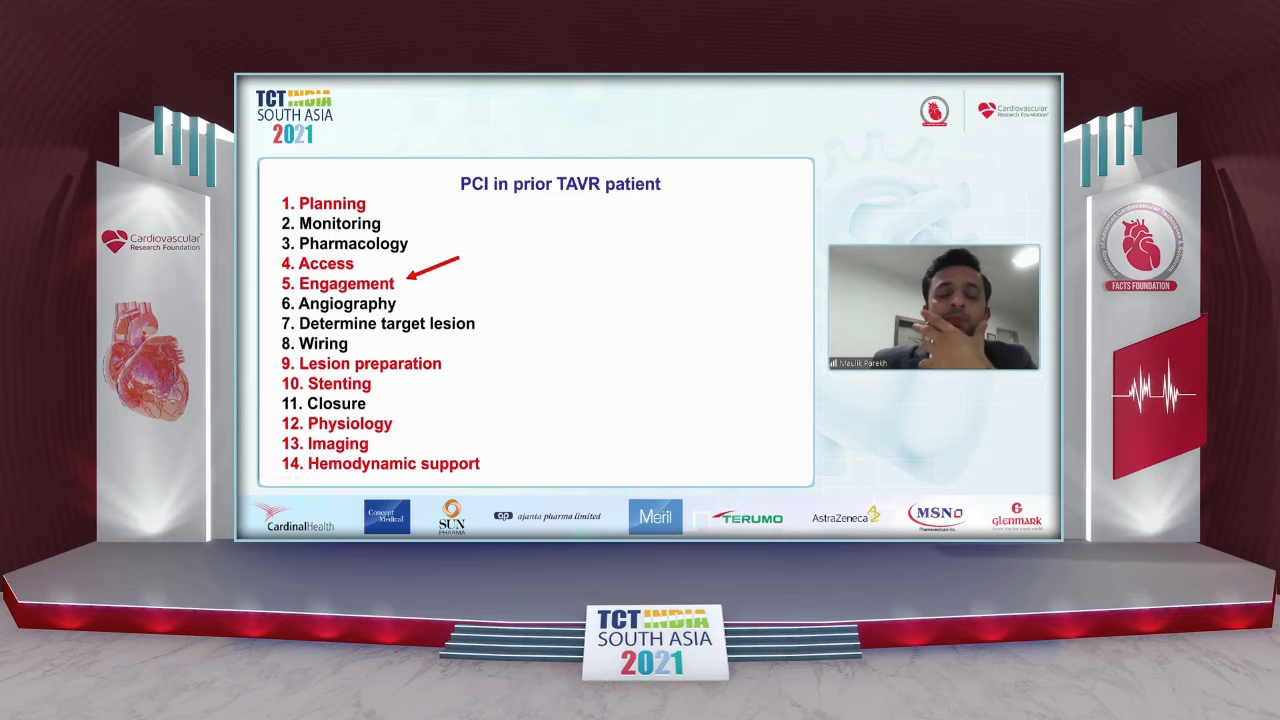 TCT INDIA
SOUTH ASIA
2021
Cardiovascular
Research Foundation
PCI in prior TAVR patient
1. Planning
2. Monitoring
3. Pharmacology
4. Access
5. Engagement
6. Angiography
7. Determine target lesion
8. Wiring
9. Lesion preparation
10. Stenting
11. Closure
12. Physiology
13. Imaging
14. Hemodynamic support
Maulik Parekh
Cardiovascular
Research Foundation
FACTS FOUNDATION
CardinalHealth
Concept
Medical
SUN
PHARMA
ajanta pharma limited
Meril
TERUMO
AstraZeneca
MSN
glenmark
TCT INDIA
SOUTH ASIA
2021